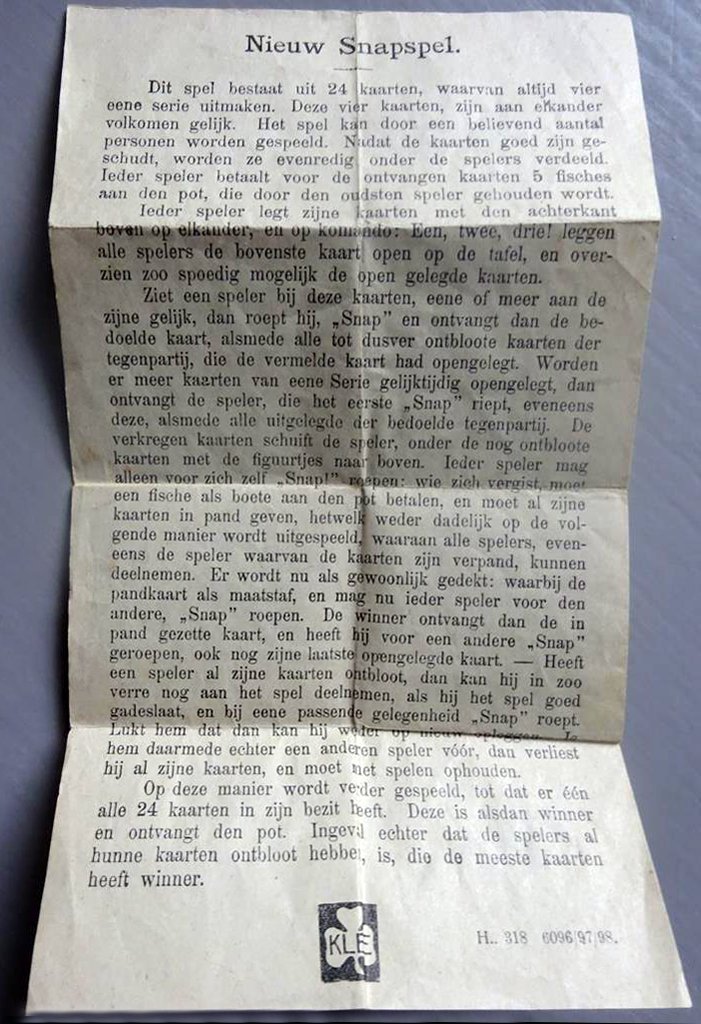 Nieuw Snapspel.
Dit spel bestaat uit 24 kaarten, waarvan altijd vier
eene serie uitmaken. Deze vier kaarten, zijn aan elkander
volkomen gelijk. Het spel kan door een believend aantal
personen worden gespeeld. Nadat de kaarten goed zijn ge-
schudt, worden ze evenredig onder de spelers verdeeld.
Ieder speler betaalt voor de ontvangen kaarten 5 fisches
aan den pot, die door den oudsten speler gehouden wordt.
Ieder speler legt zijne kaarten met den achterkant
boven op elkander, en op komando: Een, twee, drie! leggen
alle spelers de bovenste kaart open op de tafel, en over-
zien zoo spoedig mogelijk de open gelegde kaarten.
Ziet een speler bij deze kaarten, eene of meer aan de
zijne gelijk, dan roept hij, „Snap" en ontvangt dan de be-
doelde kaart, alsmede alle tot dusver ontbloote kaarten der
tegenpartij, die de vermelde kaart had opengelegt. Worden
er meer kaarten van eene Serie gelijktijdig opengelegt, dan
ontvangt de speler, die het eerste „Snap" riept, eveneens
deze, alsmede alle uitgelegde der bedoelde tegenpartij. De
verkregen kaarten schuift de speler, onder de nog ontbloote
kaarten met de figuurtjes naar boven. Ieder speler mag
alleen voor zich zelf „Snap!" roepen: wie zich vergist, moet
een fische als boete aan den pot betalen, en moet al zijne
kaarten in pand geven, hetwelk weder dadelijk op de vol-
gende manier wordt uitgespeeld, waaraan alle spelers, even-
eens de speler waarvan de kaarten zijn verpand, kunnen
deelnemen. Er wordt nu als gewoonlijk gedekt: waarbij de
pandkaart als maatstaf, en mag nu ieder speler voor den
andere, „Snap" roepen. De winner ontvangt dan de in
pand gezette kaart, en heeft hij voor een andere „Snap"
geroepen, ook nog zijne laatste opengelegde kaart. — Heeft
een speler al zijne kaarten ontbloot, dan kan hij in zoo
verre nog aan het spel deelnemen, als hij het spel goed
gadeslaat, en bij eene passende gelegenheid „Snap" roept.
Lukt hem dat dan kan hij weder op nieuw opleggen. Is
hem daarmede echter een anderen speler vóór, dan verliest
hij al zijne kaarten, en moet met spelen ophouden.
Op deze manier wordt verder gespeeld, tot dat er één
alle 24 kaarten in zijn bezit heeft. Deze is alsdan winner
en ontvangt den pot. Ingeval echter dat de spelers al
hunne kaarten ontbloot hebben, is, die de meeste kaarten
heeft winner.
KLE
H.. 318 6096/97/98.